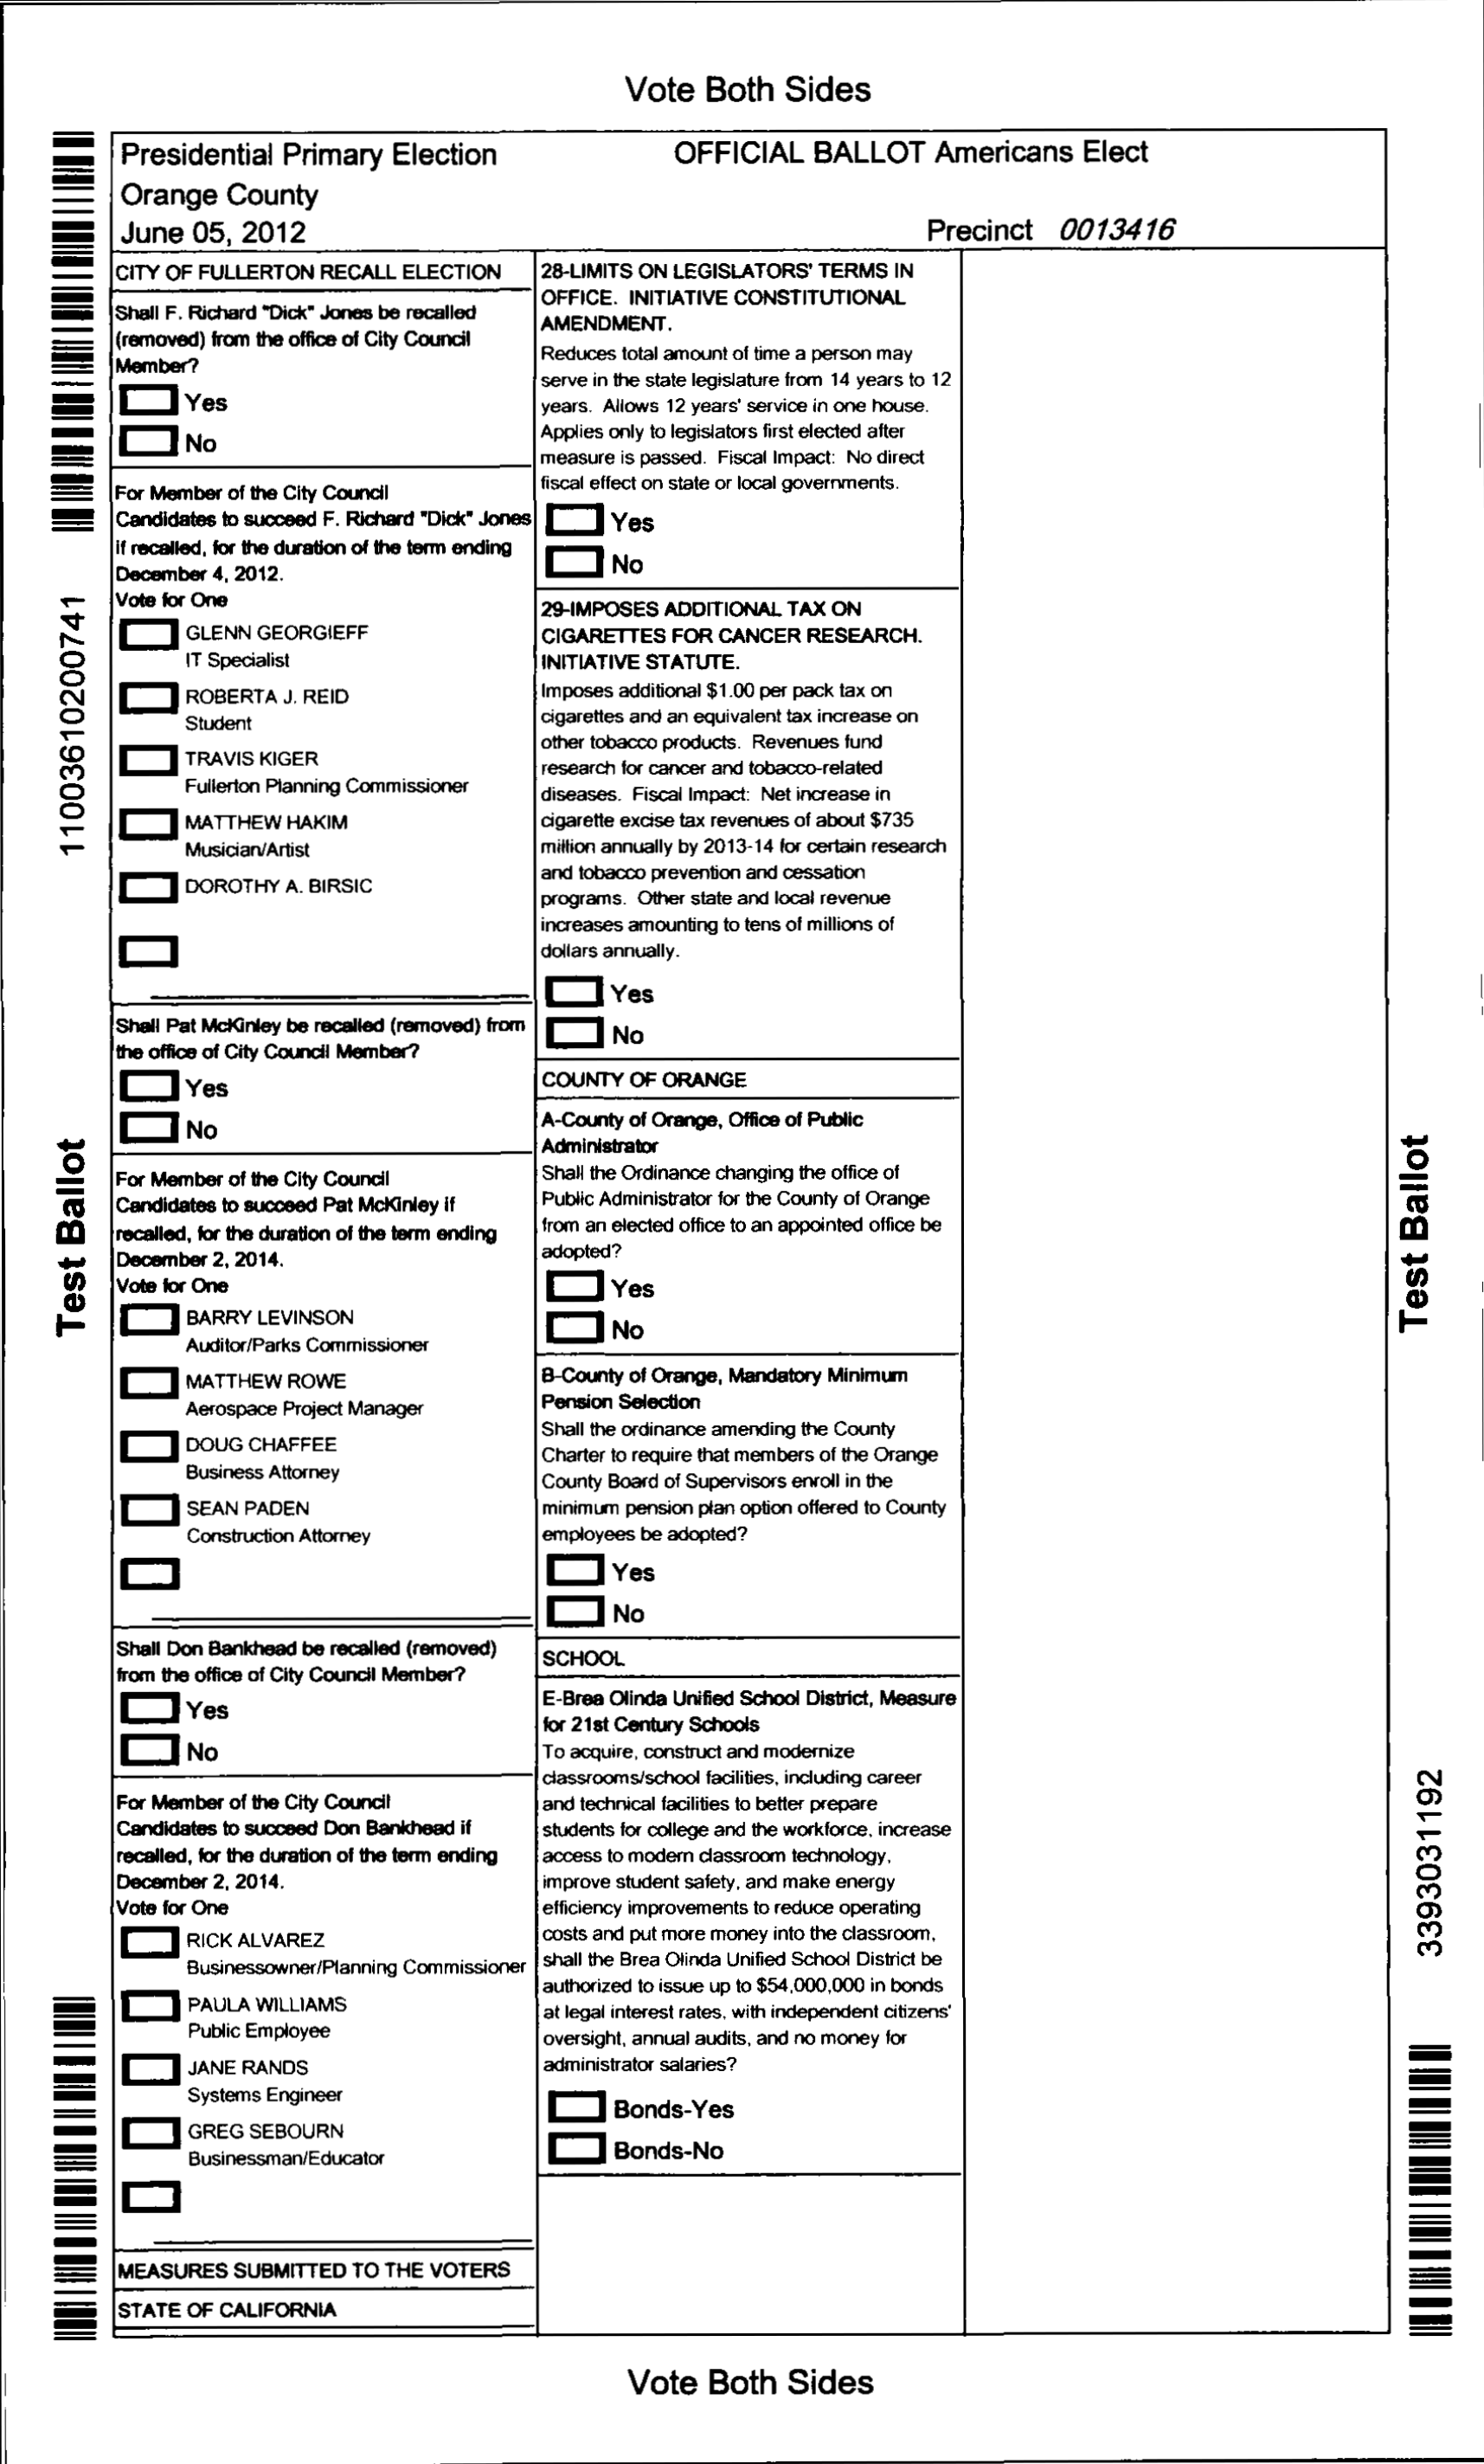 Vote Both Sides
Presidential Primary Election
Orange County
June 05, 2012
OFFICIAL BALLOT Americans Elect
Precinct 0013416
CITY OF FULLERTON RECALL ELECTION
Shall F. Richard "Dick" Jones be recalled
(removed) from the office of City Council
Member?
Yes
No
For Member of the City Council
Candidates to succeed F. Richard "Dick" Jones
if recalled, for the duration of the term ending
December 4, 2012.
Vote for One
GLENN GEORGIEFF
IT Specialist
ROBERTA J. REID
Student
TRAVIS KIGER
Fullerton Planning Commissioner
MATTHEW HAKIM
Musician/Artist
DOROTHY A. BIRSIC
Shall Pat McKinley be recalled (removed) from
the office of City Council Member?
Yes
No
For Member of the City Council
Candidates to succeed Pat McKinley if
recalled, for the duration of the term ending
December 2, 2014.
Vote for One
BARRY LEVINSON
Auditor/Parks Commissioner
MATTHEW ROWE
Aerospace Project Manager
DOUG CHAFFEE
Business Attorney
SEAN PADEN
Construction Attorney
Shall Don Bankhead be recalled (removed)
from the office of City Council Member?
Yes
No
For Member of the City Council
Candidates to succeed Don Bankhead if
recalled, for the duration of the term ending
December 2, 2014.
Vote for One
RICK ALVAREZ
Businessowner/Planning Commissioner
PAULA WILLIAMS
Public Employee
JANE RANDS
Systems Engineer
GREG SEBOURN
Businessman/Educator
MEASURES SUBMITTED TO THE VOTERS
STATE OF CALIFORNIA
28-LIMITS ON LEGISLATORS' TERMS IN
OFFICE. INITIATIVE CONSTITUTIONAL
AMENDMENT.
Reduces total amount of time a person may
serve in the state legislature from 14 years to 12
years. Allows 12 years' service in one house.
Applies only to legislators first elected after
measure is passed. Fiscal Impact: No direct
fiscal effect on state or local governments.
Yes
No
29-IMPOSES ADDITIONAL TAX ON
CIGARETTES FOR CANCER RESEARCH.
INITIATIVE STATUTE.
Imposes additional $1.00 per pack tax on
cigarettes and an equivalent tax increase on
other tobacco products. Revenues fund
research for cancer and tobacco-related
diseases. Fiscal Impact: Net increase in
cigarette excise tax revenues of about $735
million annually by 2013-14 for certain research
and tobacco prevention and cessation
programs. Other state and local revenue
increases amounting to tens of millions of
dollars annually.
Yes
No
COUNTY OF ORANGE
A-County of Orange, Office of Public
Administrator
Shall the Ordinance changing the office of
Public Administrator for the County of Orange
from an elected office to an appointed office be
adopted?
Yes
No
B-County of Orange, Mandatory Minimum
Pension Selection
Shall the ordinance amending the County
Charter to require that members of the Orange
County Board of Supervisors enroll in the
minimum pension plan option offered to County
employees be adopted?
Yes
No
SCHOOL
E-Brea Olinda Unified School District, Measure
for 21st Century Schools
To acquire, construct and modernize
classrooms/school facilities, including career
and technical facilities to better prepare
students for college and the workforce, increase
access to modern classroom technology,
improve student safety, and make energy
efficiency improvements to reduce operating
costs and put more money into the classroom,
shall the Brea Olinda Unified School District be
authorized to issue up to $54,000,000 in bonds
at legal interest rates, with independent citizens'
oversight, annual audits, and no money for
administrator salaries?
Bonds-Yes
Bonds-No
11003610200741
Test Ballot
Test Ballot
3393031192
Vote Both Sides